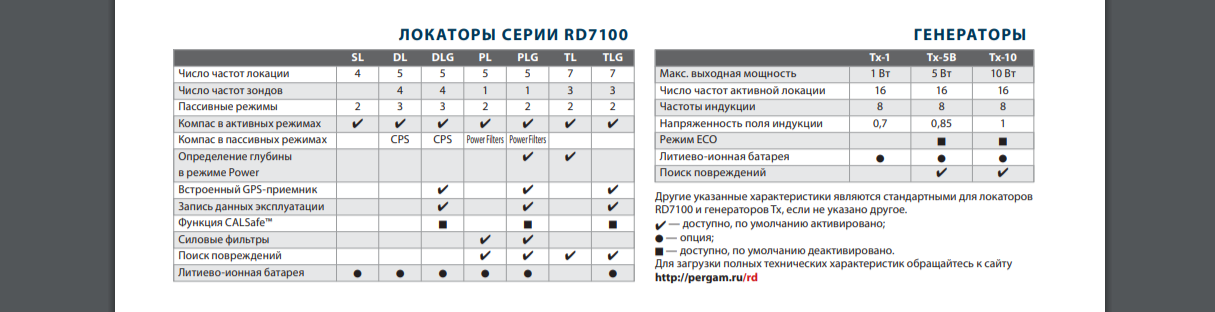 ЛОКАТОРЫ СЕРИИ RD7100
SL DL DLG PL PLG TL TLG
Число частот локации 4 5 5 5 5 7 7
Число частот зондов 4 4 1 1 3 3
Пассивные режимы 2 3 3 2 2 2 2
Компас в активных режимах ✔ ✔ ✔ ✔ ✔ ✔ ✔
Компас в пассивных режимах CPS CPS Power Filters Power Filters
Определение глубины ✔ ✔
в режиме Power
Встроенный GPS-приемник ✔ ✔ ✔
Запись данных эксплуатации ✔ ✔ ✔
Функция CALSafe™ ■ ■ ■
Силовые фильтры ✔ ✔
Поиск повреждений ✔ ✔ ✔ ✔
Литиево-ионная батарея ● ● ● ● ● ●
ГЕНЕРАТОРЫ
Tx-1 Tx-5B Tx-10
Макс. выходная мощность 1 Вт 5 Вт 10 Вт
Число частот активной локации 16 16 16
Частоты индукции 8 8 8
Напряженность поля индукции 0,7 0,85 1
Режим ECO ■ ■
Литиево-ионная батарея ● ● ●
Поиск повреждений ✔ ✔
Другие указанные характеристики являются стандартными для локаторов
RD7100 и генераторов Tx, если не указано другое.
✔ — доступно, по умолчанию активировано;
● — опция;
■ — доступно, по умолчанию деактивировано.
Для загрузки полных технических характеристик обращайтесь к сайту
http://pergam.ru/rd